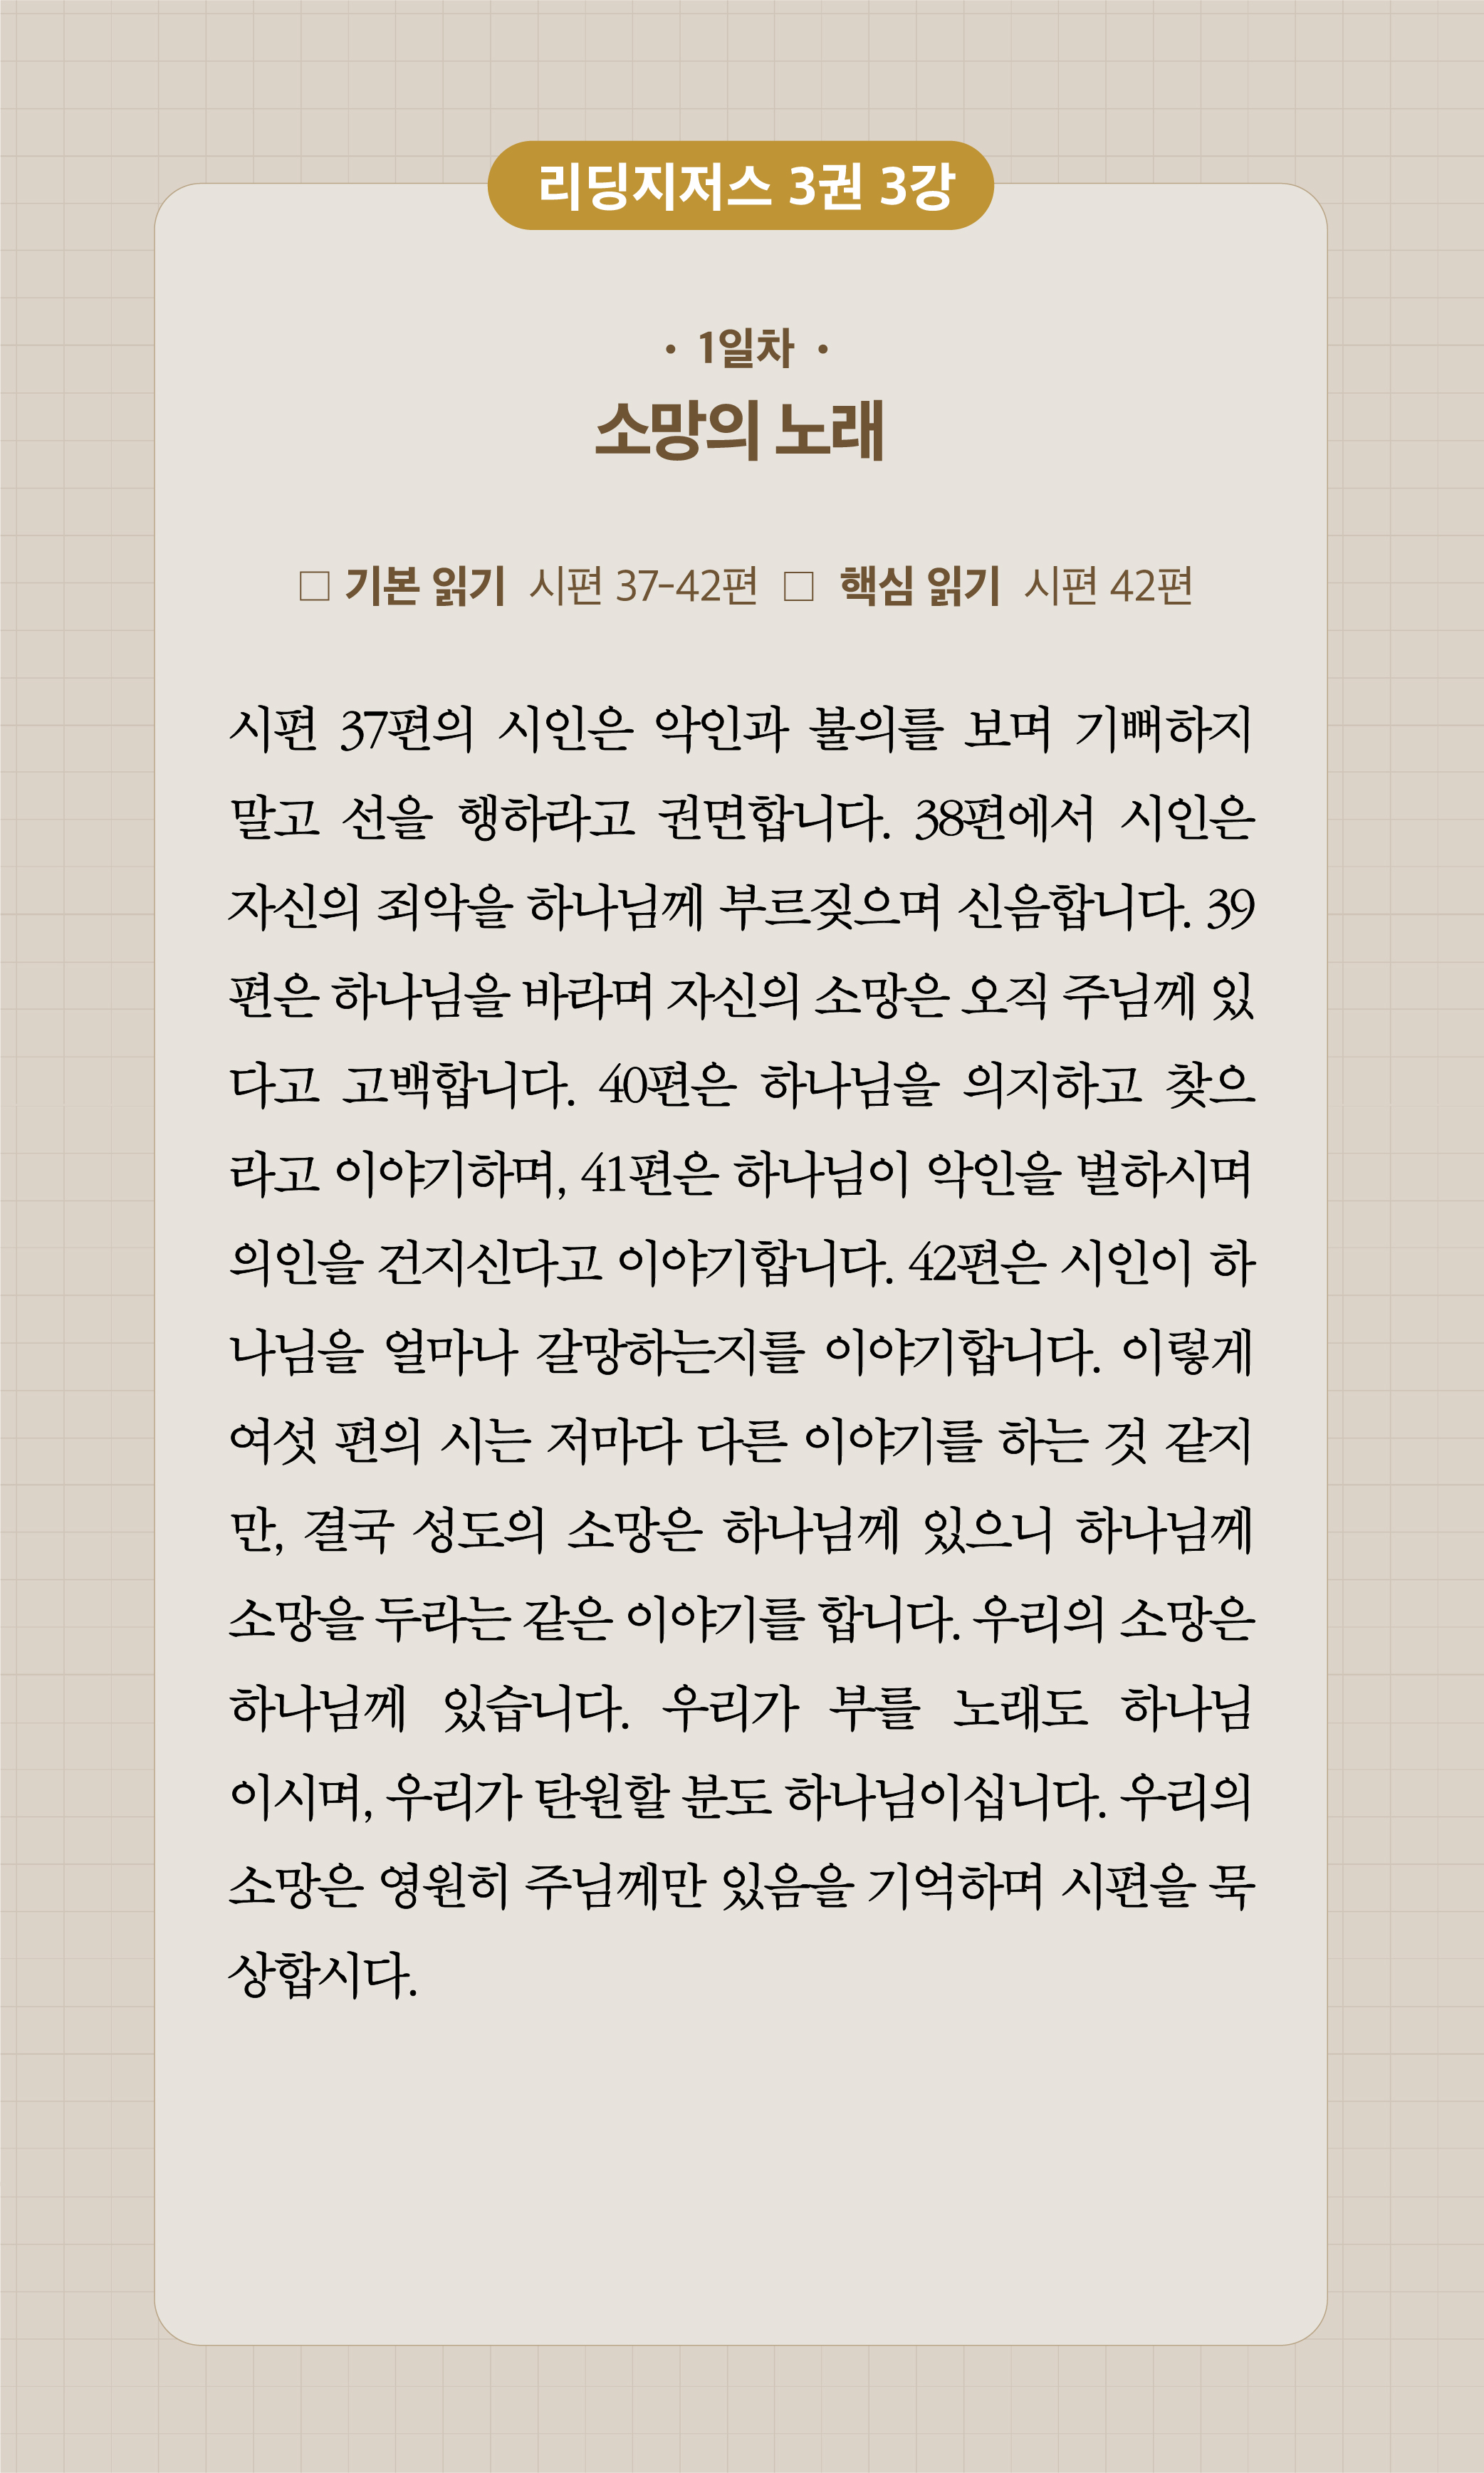 리딩지저스 3권 3강
· 1일차 ·
소망의 노래
□ 기본 읽기 시편 37-42편 □ 핵심 읽기 시편 42편
시편 37편의 시인은 악인과 불의를 보며 기뻐하지
말고 선을 행하라고 권면합니다. 38편에서 시인은
자신의 죄악을 하나님께 부르짖으며 신음합니다. 39
편은 하나님을 바라며 자신의 소망은 오직 주님께 있
다고 고백합니다. 40편은 하나님을 의지하고 찾으
라고 이야기하며, 41편은 하나님이 악인을 벌하시며
의인을 건지신다고 이야기합니다. 42편은 시인이 하
나님을 얼마나 갈망하는지를 이야기합니다. 이렇게
여섯 편의 시는 저마다 다른 이야기를 하는 것 같지
만, 결국 성도의 소망은 하나님께 있으니 하나님께
소망을 두라는 같은 이야기를 합니다. 우리의 소망은
하나님께 있습니다. 우리가 부를 노래도 하나님
이시며, 우리가 탄원할 분도 하나님이십니다. 우리의
소망은 영원히 주님께만 있음을 기억하며 시편을 묵
상합시다.